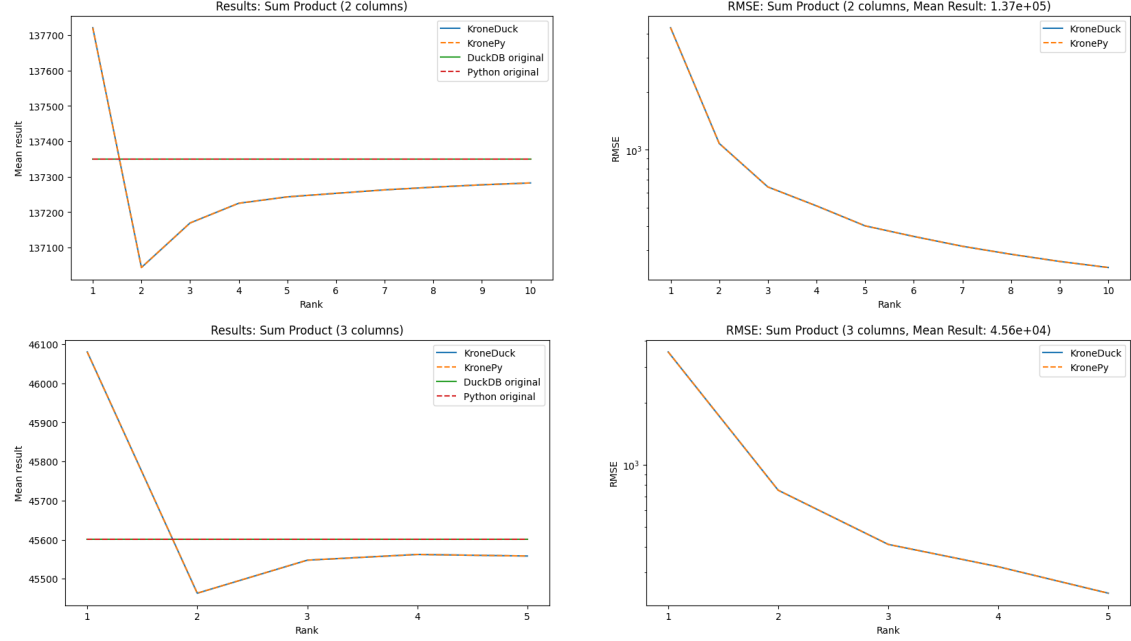 Results: Sum Product (2 columns)
Mean result
137700
137600
137500
137400
137300
137200
137100
KroneDuck
KronePy
DuckDB original
Python original
1 2 3 4 5 6 7 8 9 10
Rank
RMSE: Sum Product (2 columns, Mean Result: 1.37e+05)
RMSE
10³
KroneDuck
KronePy
1 2 3 4 5 6 7 8 9 10
Rank
Results: Sum Product (3 columns)
Mean result
46100
46000
45900
45800
45700
45600
45500
KroneDuck
KronePy
DuckDB original
Python original
1 2 3 4 5
Rank
RMSE: Sum Product (3 columns, Mean Result: 4.56e+04)
RMSE
10³
KroneDuck
KronePy
1 2 3 4 5
Rank